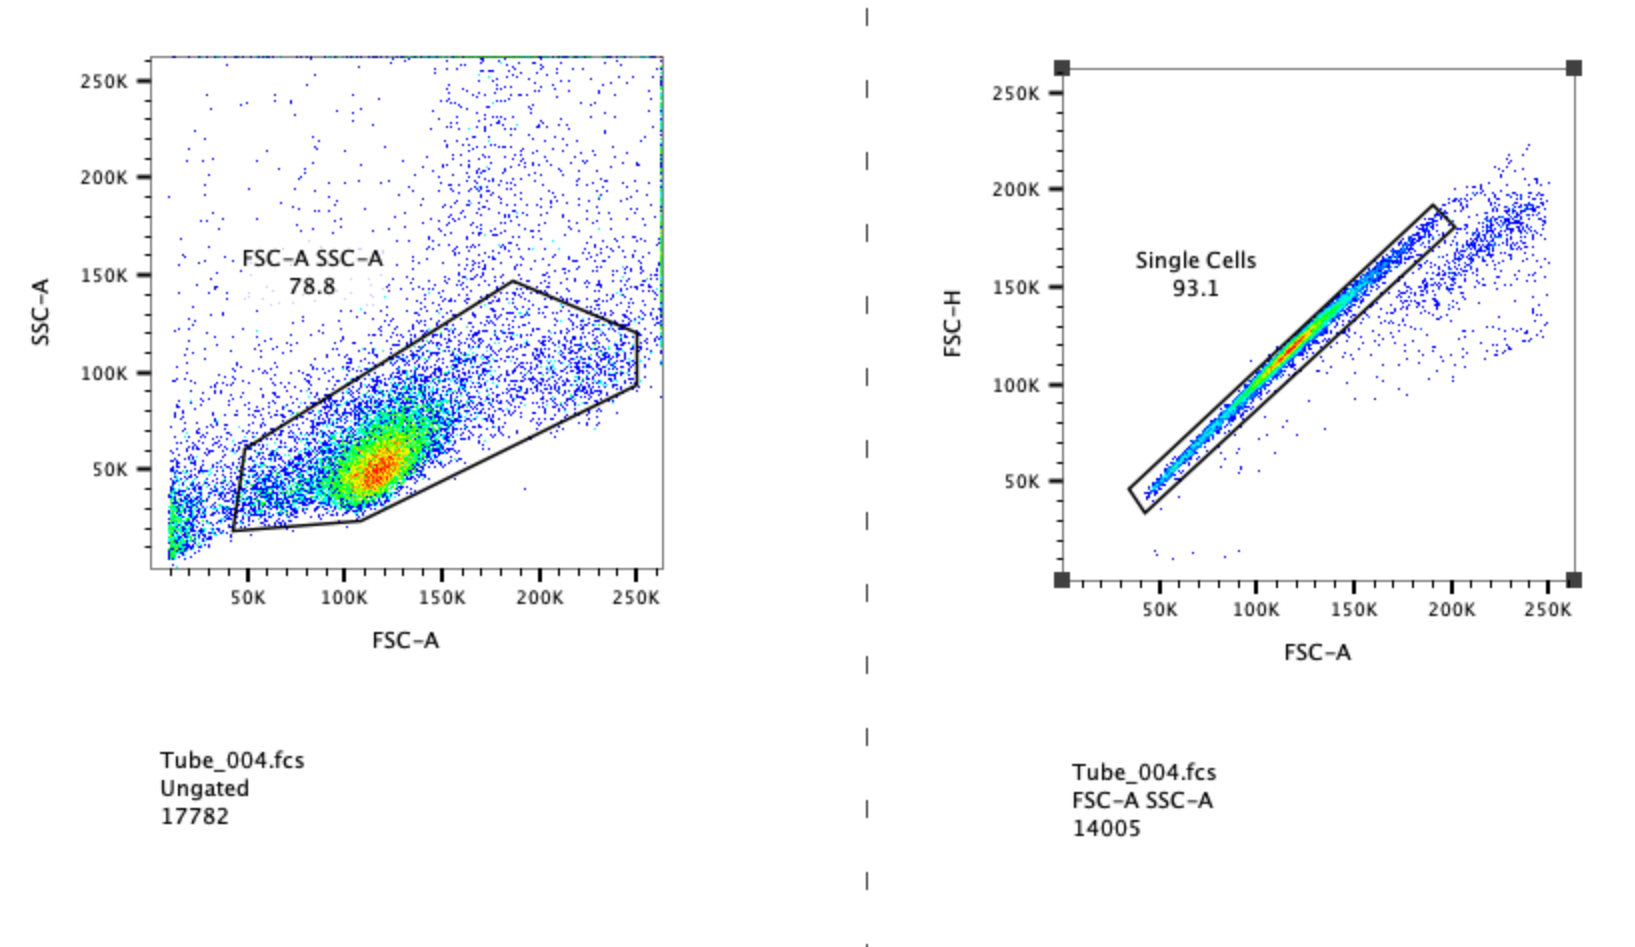 250K
200K
150K
100K
50K
SSC-A
FSC-A SSC-A
78.8
50K 100K 150K 200K 250K
FSC-A
Tube_004.fcs
Ungated
17782
250K
200K
150K
100K
50K
FSC-H
Single Cells
93.1
50K 100K 150K 200K 250K
FSC-A
Tube_004.fcs
FSC-A SSC-A
14005